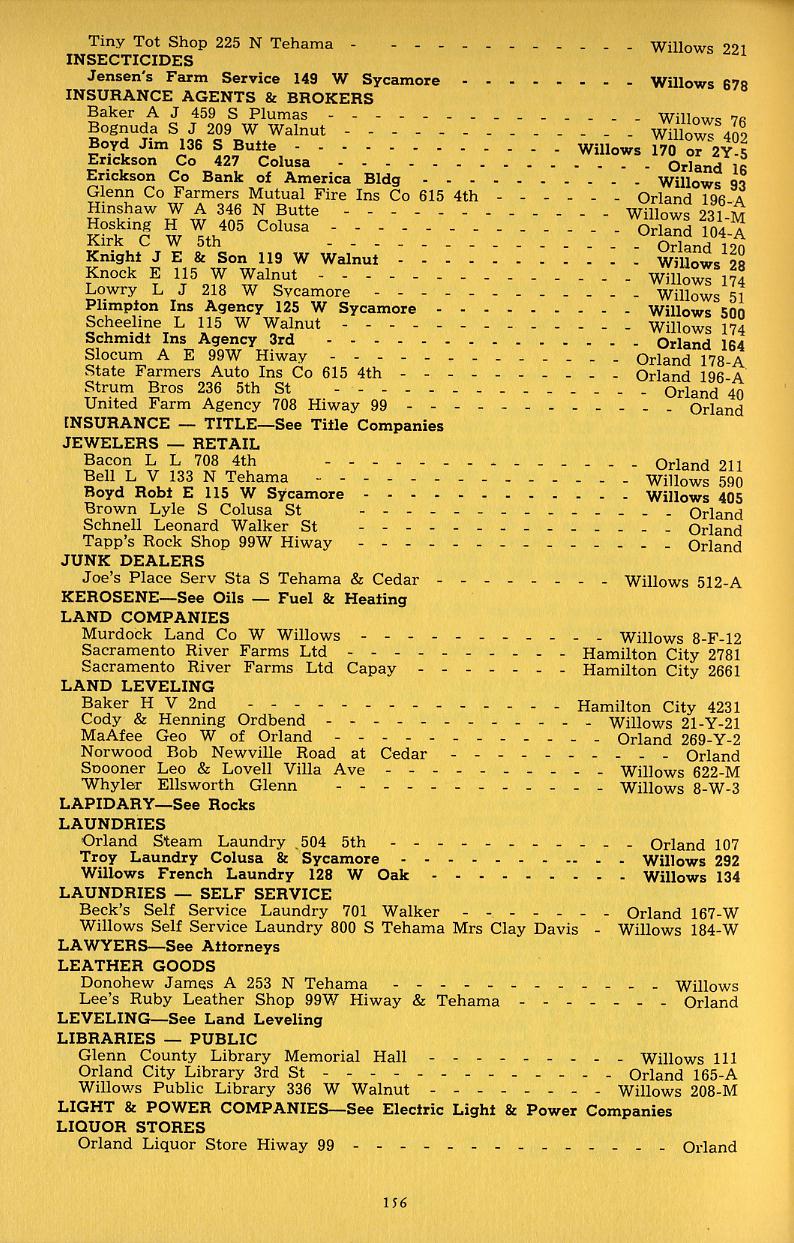 Tiny Tot Shop 225 N Tehama - - - - - - - - - - - Willows 221
INSECTICIDES
Jensen's Farm Service 149 W Sycamore - - - - - - - - Willows 678
INSURANCE AGENTS & BROKERS
Baker A J 459 S Plumas - - - - - - - - - - - - Willows 76
Bognuda S J 209 W Walnut - - - - - - - - - - - - Willows 402
Boyd Jim 136 S Butte - - - - - - - - - - Willows 170 or 2Y-5
Erickson Co 427 Colusa - - - - - - - - - - - - Orland 16
Erickson Co Bank of America Bldg - - - - - - - - - Willows 93
Glenn Co Farmers Mutual Fire Ins Co 615 4th - - - - - Orland 196-A
Hinshaw W A 346 N Butte - - - - - - - - - - Willows 231-M
Hosking H W 405 Colusa - - - - - - - - - - - Orland 104-A
Kirk C W 5th - - - - - - - - - - - - Orland 120
Knight J E & Son 119 W Walnut - - - - - - - - - - Willows 28
Knock E 115 W Walnut - - - - - - - - - - - - Willows 174
Lowry L J 218 W Sycamore - - - - - - - - - - - Willows 51
Plimpton Ins Agency 125 W Sycamore - - - - - - - - Willows 500
Scheeline L 115 W Walnut - - - - - - - - - - - Willows 174
Schmidt Ins Agency 3rd - - - - - - - - - - - - Orland 164
Slocum A E 99W Hiway - - - - - - - - - - - - Orland 178-A
State Farmers Auto Ins Co 615 4th - - - - - - - - Orland 196-A
Strum Bros 236 5th St - - - - - - - - - - - - Orland 40
United Farm Agency 708 Hiway 99 - - - - - - - - - - Orland
INSURANCE — TITLE—See Title Companies
JEWELERS — RETAIL
Bacon L L 708 4th - - - - - - - - - - - - Orland 211
Bell L V 133 N Tehama - - - - - - - - - - - - Willows 590
Boyd Robt E 115 W Sycamore - - - - - - - - - - - Willows 405
Brown Lyle S Colusa St - - - - - - - - - - - - Orland
Schnell Leonard Walker St - - - - - - - - - - - - Orland
Tapp's Rock Shop 99W Hiway - - - - - - - - - - - - Orland
JUNK DEALERS
Joe's Place Serv Sta S Tehama & Cedar - - - - - - - - Willows 512-A
KEROSENE—See Oils — Fuel & Heating
LAND COMPANIES
Murdock Land Co W Willows - - - - - - - - - - Willows 8-F-12
Sacramento River Farms Ltd - - - - - - - - - Hamilton City 2781
Sacramento River Farms Ltd Capay - - - - - - - Hamilton City 2661
LAND LEVELING
Baker H V 2nd - - - - - - - - - - - - Hamilton City 4231
Cody & Henning Ordbend - - - - - - - - - - - Willows 21-Y-21
MaAfee Geo W of Orland - - - - - - - - - - - Orland 269-Y-2
Norwood Bob Newville Road at Cedar - - - - - - - - - Orland
Spooner Leo & Lovell Villa Ave - - - - - - - - - Willows 622-M
Whyler Ellsworth Glenn - - - - - - - - - - - Willows 8-W-3
LAPIDARY—See Rocks
LAUNDRIES
Orland Steam Laundry 504 5th - - - - - - - - - - - Orland 107
Troy Laundry Colusa & Sycamore - - - - - - - - - Willows 292
Willows French Laundry 128 W Oak - - - - - - - - - Willows 134
LAUNDRIES — SELF SERVICE
Beck's Self Service Laundry 701 Walker - - - - - - - Orland 167-W
Willows Self Service Laundry 800 S Tehama Mrs Clay Davis - Willows 184-W
LAWYERS—See Attorneys
LEATHER GOODS
Donohew James A 253 N Tehama - - - - - - - - - - - Willows
Lee's Ruby Leather Shop 99W Hiway & Tehama - - - - - - - Orland
LEVELING—See Land Leveling
LIBRARIES — PUBLIC
Glenn County Library Memorial Hall - - - - - - - - Willows 111
Orland City Library 3rd St - - - - - - - - - - - Orland 165-A
Willows Public Library 336 W Walnut - - - - - - - - Willows 208-M
LIGHT & POWER COMPANIES—See Electric Light & Power Companies
LIQUOR STORES
Orland Liquor Store Hiway 99 - - - - - - - - - - - - - Orland
156